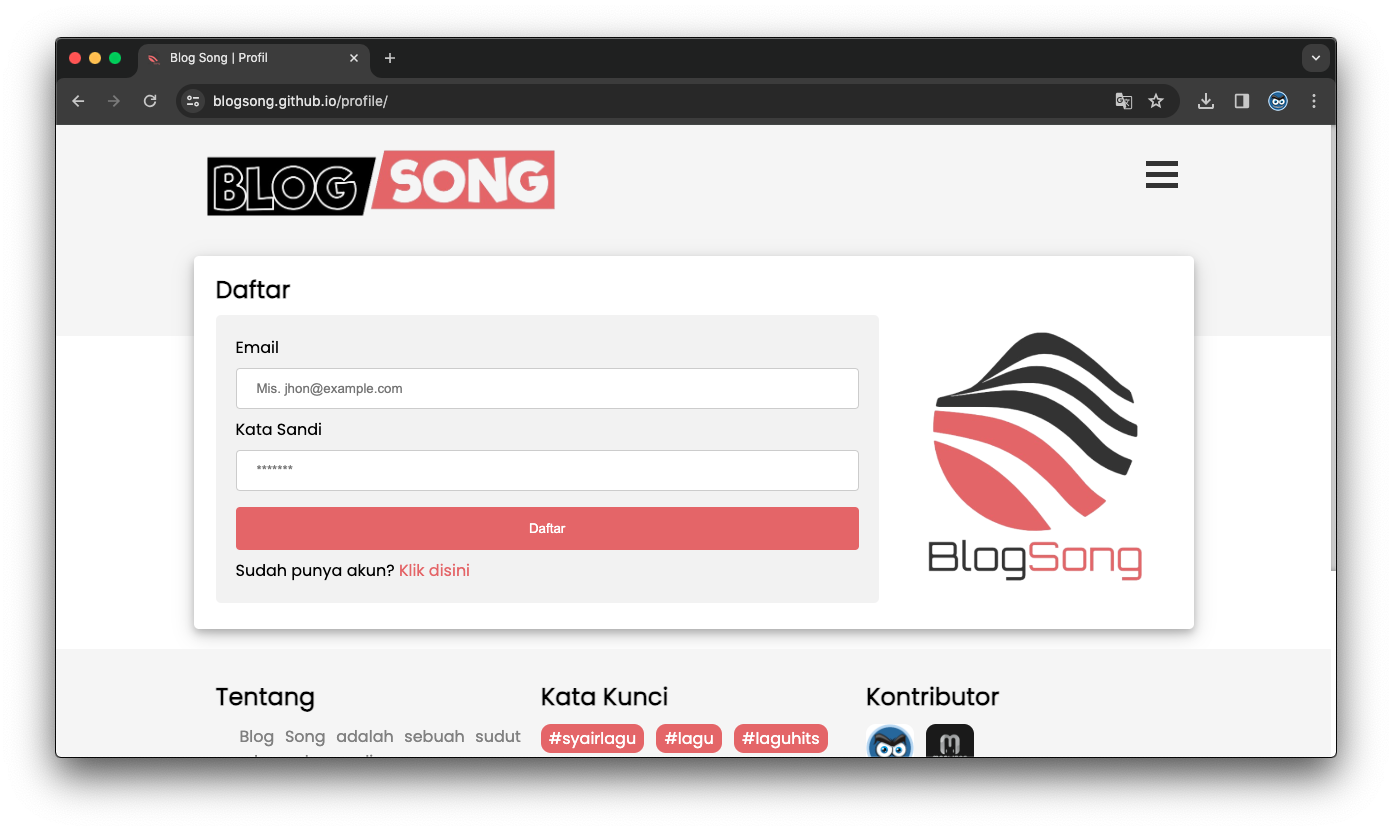 Blog Song | Profil
blogsong.github.io/profile/
BLOG SONG
Daftar
Email
Mis. jhon@example.com
Kata Sandi
*******
Daftar
Sudah punya akun? Klik disini
BlogSong
Tentang
Blog Song adalah sebuah sudut
Kata Kunci
#syairlagu #lagu #laguhits
Kontributor